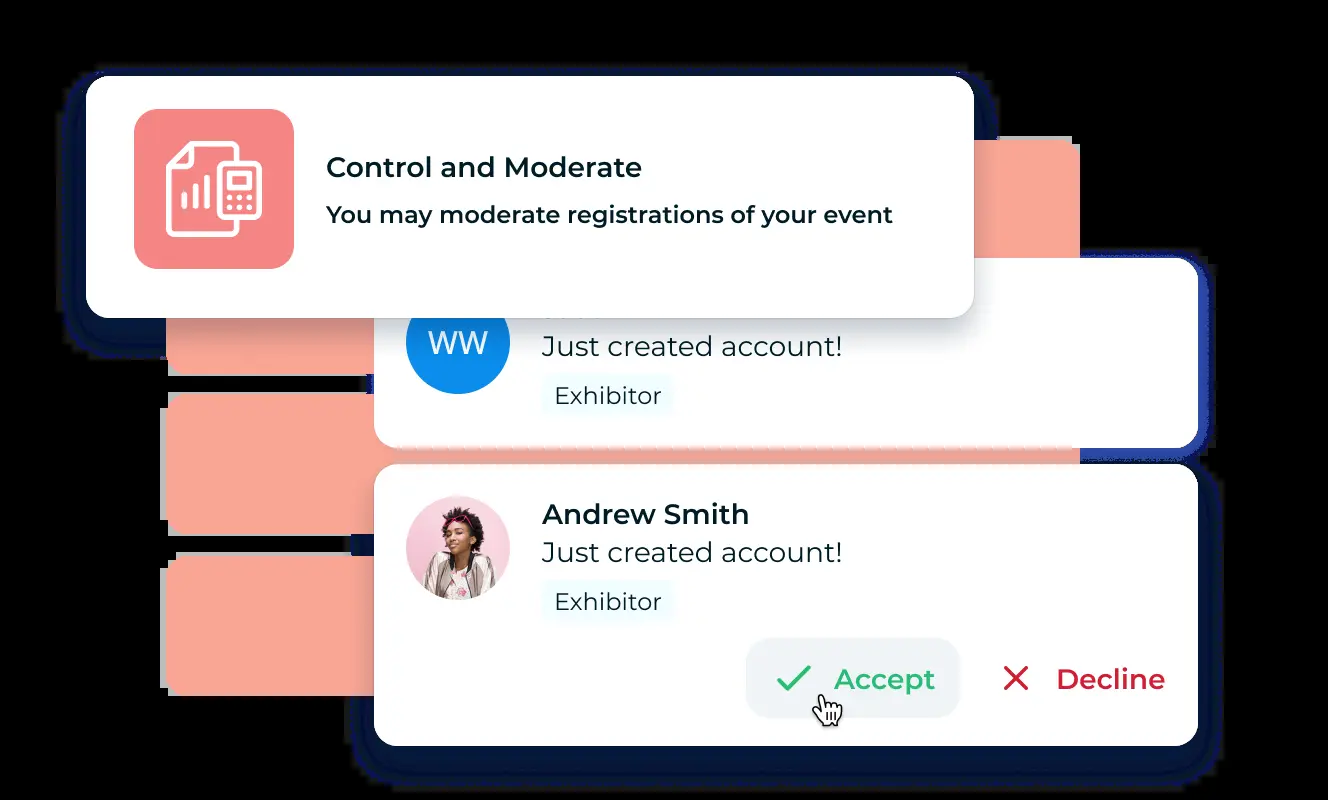 Control and Moderate
You may moderate registrations of your event
WW
Just created account!
Exhibitor
Andrew Smith
Just created account!
Exhibitor
Accept
Decline